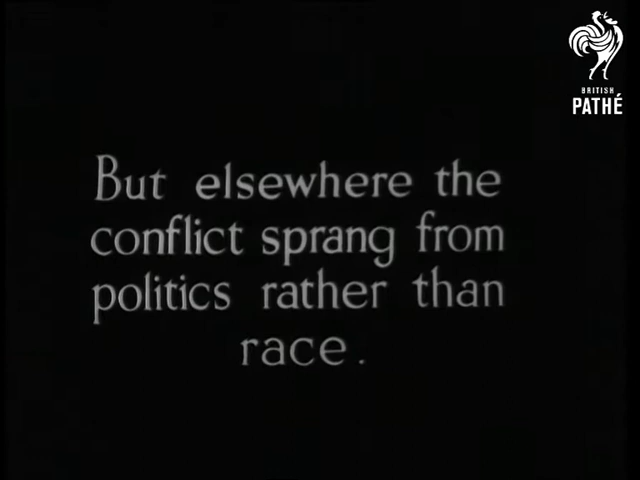 BRITISH
PATHÉ
But elsewhere the
conflict sprang from
politics rather than
race.